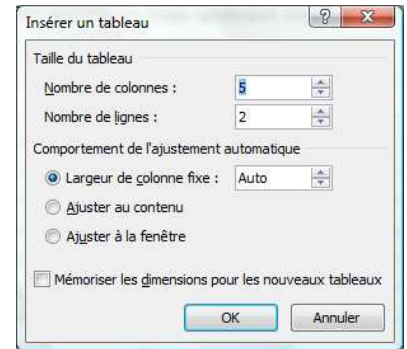 Insérer un tableau
Taille du tableau
Nombre de colonnes : 5
Nombre de lignes : 2
Comportement de l'ajustement automatique
Largeur de colonne fixe : Auto
Ajuster au contenu
Ajuster à la fenêtre
Mémoriser les dimensions pour les nouveaux tableaux
OK Annuler